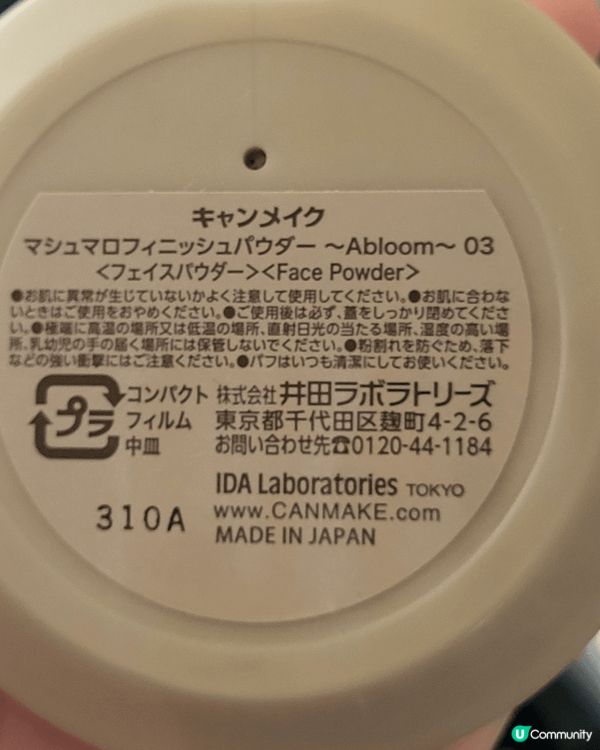 キャンメイク
マシュマロフィニッシュパウダー ～Abloom～ 03
<フェイスパウダー><Face Powder>
●お肌に異常が生じていないかよく注意して使用してください。●お肌に合わな
いときはご使用をおやめください。●ご使用後は必ず、蓋をしっかり閉めてくださ
い。●極端に高温の場所又は低温の場所、直射日光の当たる場所、湿度の高い場
所、乳幼児の手の届く場所には保管しないでください。●粉割れを防ぐため、落下
などの強い衝撃にはご注意ください。●パフはいつも清潔にしてお使いください。
プラ
コンパクト
フィルム
中皿
株式会社 井田ラボラトリーズ
東京都千代田区麹町4-2-6
お問い合わせ先☎0120-44-1184
IDA Laboratories TOKYO
www.CANMAKE.com
MADE IN JAPAN
310A
U Community